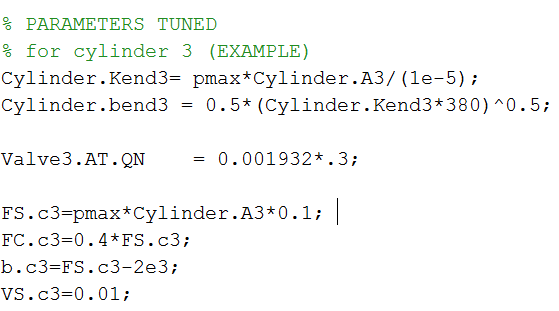 % PARAMETERS TUNED
% for cylinder 3 (EXAMPLE)
Cylinder.Kend3= pmax*Cylinder.A3/(1e-5);
Cylinder.bend3 = 0.5*(Cylinder.Kend3*380)^0.5;
Valve3.AT.QN    = 0.001932*.3;
FS.c3=pmax*Cylinder.A3*0.1;
FC.c3=0.4*FS.c3;
b.c3=FS.c3-2e3;
VS.c3=0.01;